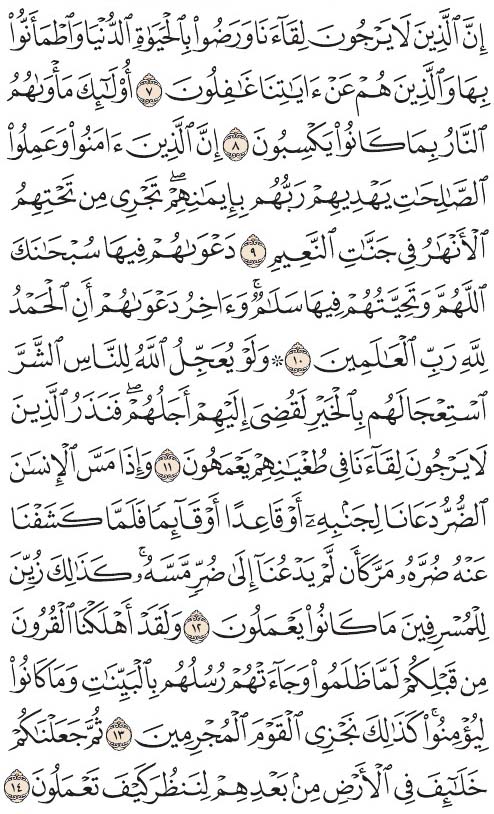 إِنَّ ٱلَّذِينَ لَا يَرْجُونَ لِقَآءَنَا وَرَضُوا۟ بِٱلْحَيَوٰةِ ٱلدُّنْيَا وَٱطْمَأَنُّوا۟
بِهَا وَٱلَّذِينَ هُمْ عَنْ ءَايَـٰتِنَا غَـٰفِلُونَ ٧ أُو۟لَـٰٓئِكَ مَأْوَىٰهُمُ
ٱلنَّارُ بِمَا كَانُوا۟ يَكْسِبُونَ ٨ إِنَّ ٱلَّذِينَ ءَامَنُوا۟ وَعَمِلُوا۟
ٱلصَّـٰلِحَـٰتِ يَهْدِيهِمْ رَبُّهُم بِإِيمَـٰنِهِمْ ۖ تَجْرِى مِن تَحْتِهِمُ
ٱلْأَنْهَـٰرُ فِى جَنَّـٰتِ ٱلنَّعِيمِ ٩ دَعْوَىٰهُمْ فِيهَا سُبْحَـٰنَكَ
ٱللَّهُمَّ وَتَحِيَّتُهُمْ فِيهَا سَلَـٰمٌ ۚ وَءَاخِرُ دَعْوَىٰهُمْ أَنِ ٱلْحَمْدُ
لِلَّهِ رَبِّ ٱلْعَـٰلَمِينَ ١٠ ۞ وَلَوْ يُعَجِّلُ ٱللَّهُ لِلنَّاسِ ٱلشَّرَّ
ٱسْتِعْجَالَهُم بِٱلْخَيْرِ لَقُضِىَ إِلَيْهِمْ أَجَلُهُمْ ۖ فَنَذَرُ ٱلَّذِينَ
لَا يَرْجُونَ لِقَآءَنَا فِى طُغْيَـٰنِهِمْ يَعْمَهُونَ ١١ وَإِذَا مَسَّ ٱلْإِنسَـٰنَ
ٱلضُّرُّ دَعَانَا لِجَنۢبِهِۦٓ أَوْ قَاعِدًا أَوْ قَآئِمًا فَلَمَّا كَشَفْنَا
عَنْهُ ضُرَّهُۥ مَرَّ كَأَن لَّمْ يَدْعُنَآ إِلَىٰ ضُرٍّ مَّسَّهُۥ ۚ كَذَٰلِكَ زُيِّنَ
لِلْمُسْرِفِينَ مَا كَانُوا۟ يَعْمَلُونَ ١٢ وَلَقَدْ أَهْلَكْنَا ٱلْقُرُونَ
مِن قَبْلِكُمْ لَمَّا ظَلَمُوا۟ وَجَآءَتْهُمْ رُسُلُهُم بِٱلْبَيِّنَـٰتِ وَمَا كَانُوا۟
لِيُؤْمِنُوا۟ ۚ كَذَٰلِكَ نَجْزِى ٱلْقَوْمَ ٱلْمُجْرِمِينَ ١٣ ثُمَّ جَعَلْنَـٰكُمْ
خَلَـٰٓئِفَ فِى ٱلْأَرْضِ مِنۢ بَعْدِهِمْ لِنَنظُرَ كَيْفَ تَعْمَلُونَ ١٤